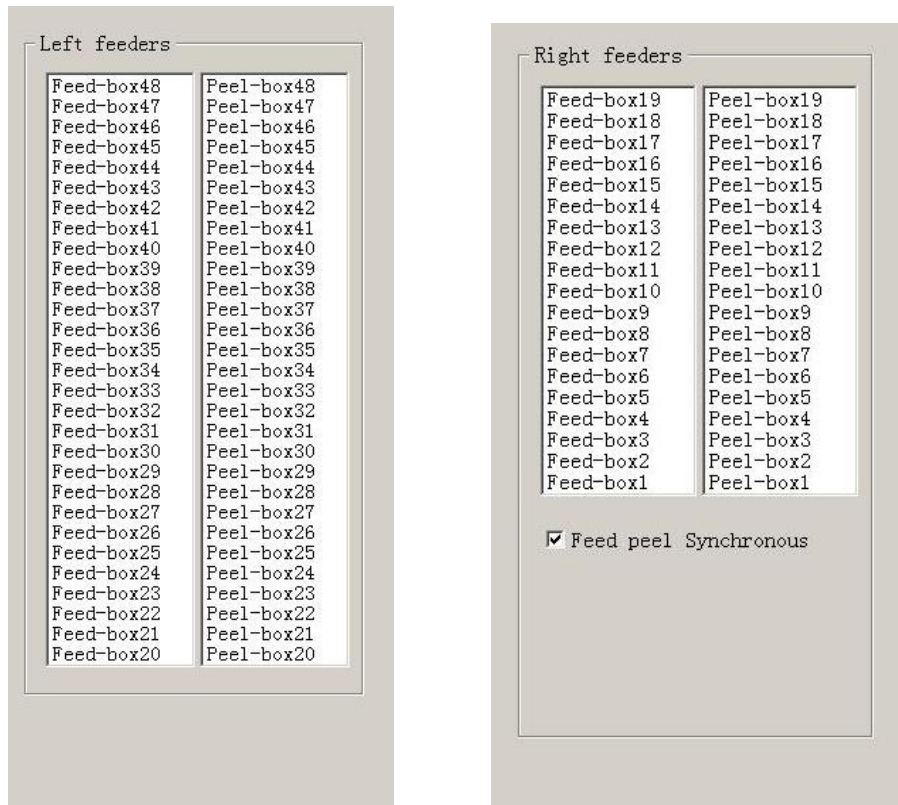 Left feeders
Feed-box48 Peel-box48
Feed-box47 Peel-box47
Feed-box46 Peel-box46
Feed-box45 Peel-box45
Feed-box44 Peel-box44
Feed-box43 Peel-box43
Feed-box42 Peel-box42
Feed-box41 Peel-box41
Feed-box40 Peel-box40
Feed-box39 Peel-box39
Feed-box38 Peel-box38
Feed-box37 Peel-box37
Feed-box36 Peel-box36
Feed-box35 Peel-box35
Feed-box34 Peel-box34
Feed-box33 Peel-box33
Feed-box32 Peel-box32
Feed-box31 Peel-box31
Feed-box30 Peel-box30
Feed-box29 Peel-box29
Feed-box28 Peel-box28
Feed-box27 Peel-box27
Feed-box26 Peel-box26
Feed-box25 Peel-box25
Feed-box24 Peel-box24
Feed-box23 Peel-box23
Feed-box22 Peel-box22
Feed-box21 Peel-box21
Feed-box20 Peel-box20
Right feeders
Feed-box19 Peel-box19
Feed-box18 Peel-box18
Feed-box17 Peel-box17
Feed-box16 Peel-box16
Feed-box15 Peel-box15
Feed-box14 Peel-box14
Feed-box13 Peel-box13
Feed-box12 Peel-box12
Feed-box11 Peel-box11
Feed-box10 Peel-box10
Feed-box9 Peel-box9
Feed-box8 Peel-box8
Feed-box7 Peel-box7
Feed-box6 Peel-box6
Feed-box5 Peel-box5
Feed-box4 Peel-box4
Feed-box3 Peel-box3
Feed-box2 Peel-box2
Feed-box1 Peel-box1
Feed peel Synchronous